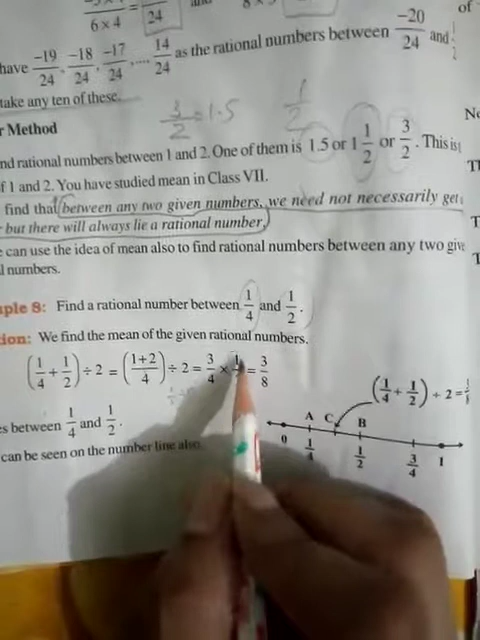 6 × 4
24
have -19/24, -18/24, -17/24, .... 14/24 as the rational numbers between -20/24 and
take any ten of these.
3/2 = 1.5
1/2
Method
nd rational numbers between 1 and 2. One of them is 1.5 or 1 1/2 or 3/2. This is
f 1 and 2. You have studied mean in Class VII.
find that between any two given numbers, we need not necessarily get
but there will always lie a rational number.
can use the idea of mean also to find rational numbers between any two give
l numbers.
ple 8: Find a rational number between 1/4 and 1/2.
ion: We find the mean of the given rational numbers.
(1/4 + 1/2) ÷ 2 = ((1+2)/4) ÷ 2 = 3/4 × 1/ = 3/8
es between 1/4 and 1/2.
can be seen on the number line also.
(1/4 + 1/2) ÷ 2 =
A C B
0 1/4 1/2 3/4 1